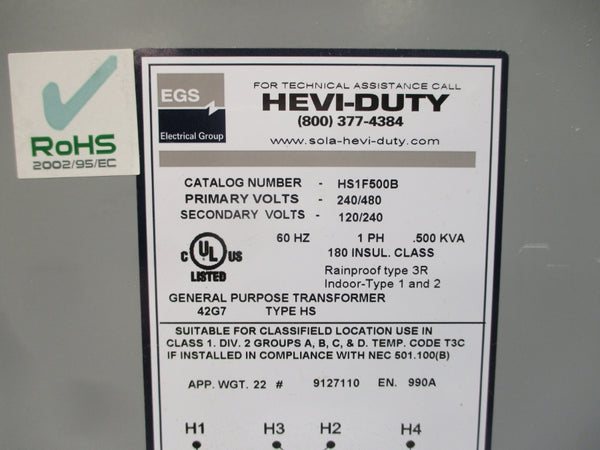 RoHS
2002/95/EC
EGS
Electrical Group
FOR TECHNICAL ASSISTANCE CALL
HEVI-DUTY
(800) 377-4384
www.sola-hevi-duty.com
CATALOG NUMBER - HS1F500B
PRIMARY VOLTS - 240/480
SECONDARY VOLTS - 120/240
60 HZ 1 PH .500 KVA
180 INSUL. CLASS
C UL US
LISTED
Rainproof type 3R
Indoor-Type 1 and 2
GENERAL PURPOSE TRANSFORMER
42G7 TYPE HS
SUITABLE FOR CLASSIFIELD LOCATION USE IN
CLASS 1. DIV. 2 GROUPS A, B, C, & D. TEMP. CODE T3C
IF INSTALLED IN COMPLIANCE WITH NEC 501.100(B)
APP. WGT. 22 # 9127110 EN. 990A
H1 H3 H2 H4